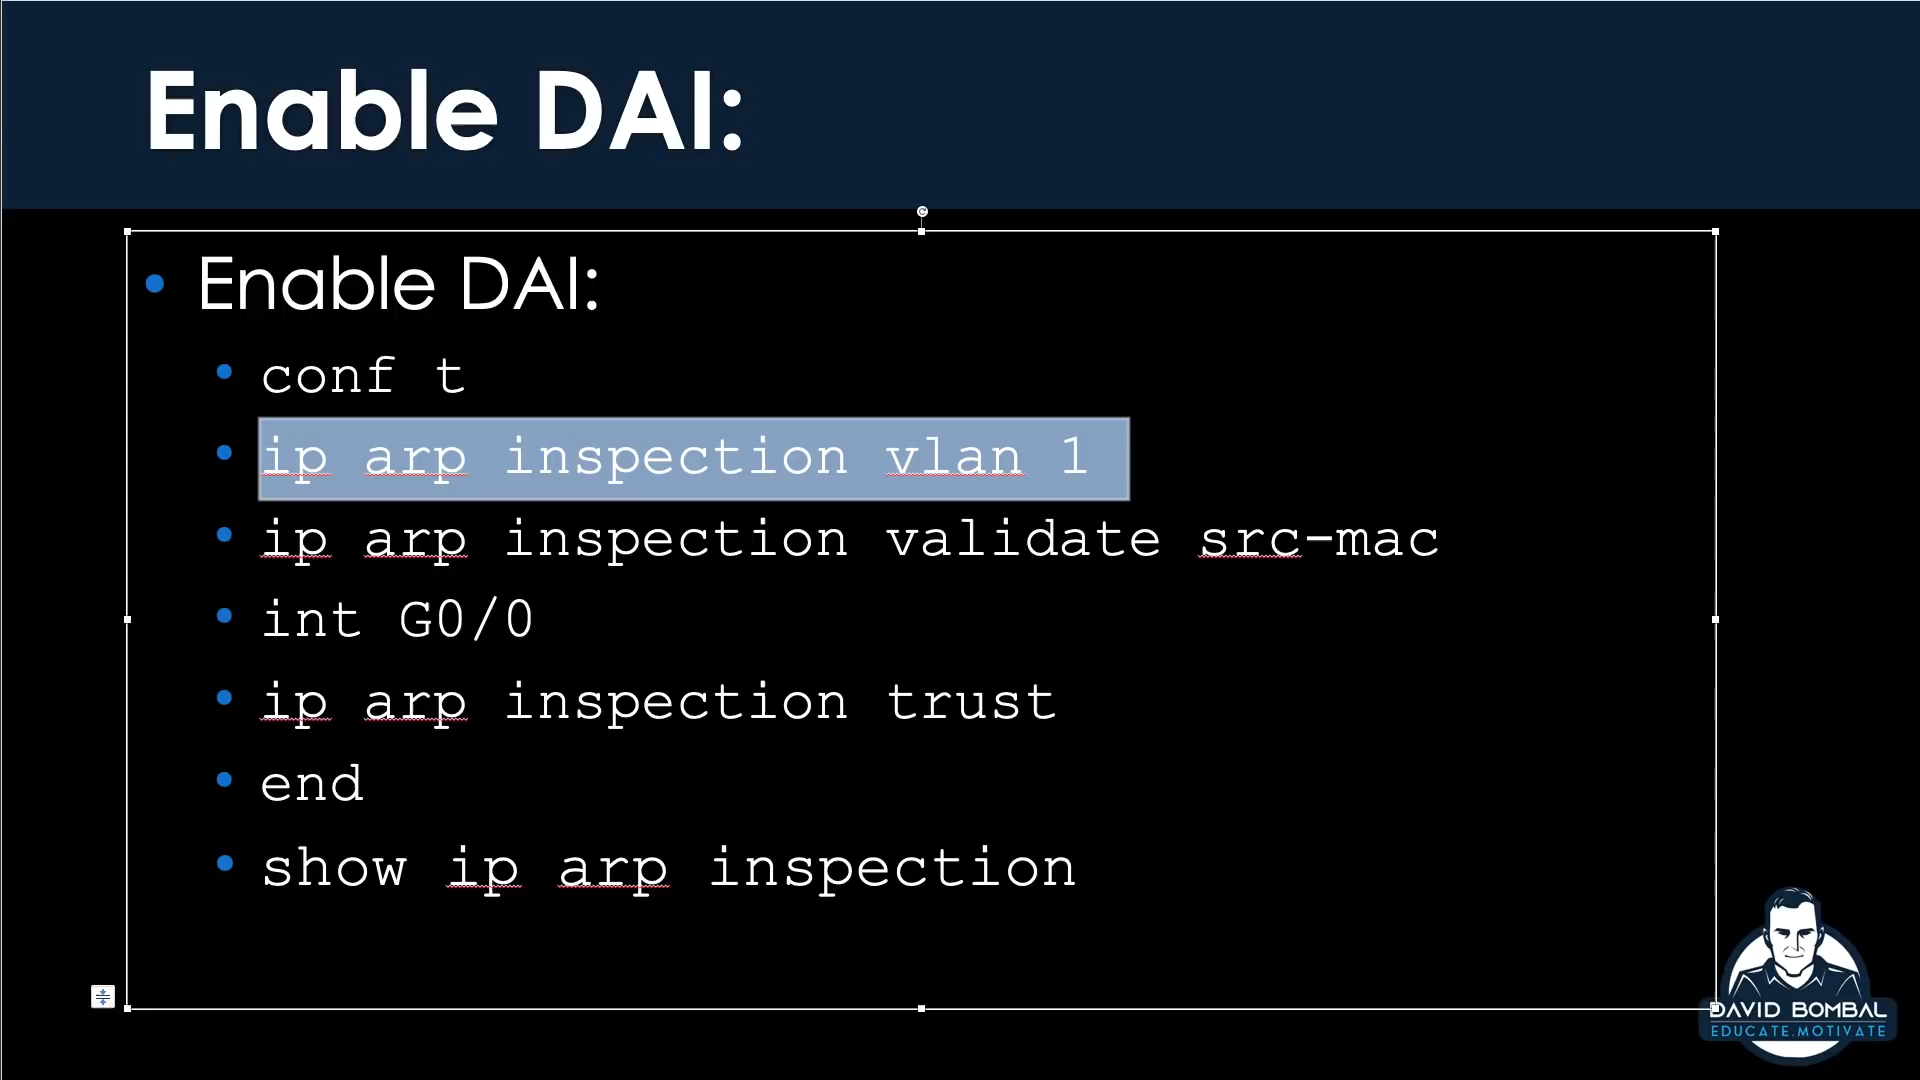 Enable DAI:
Enable DAI:
conf t
ip arp inspection vlan 1
ip arp inspection validate src-mac
int G0/0
ip arp inspection trust
end
show ip arp inspection
DAVID BOMBAL
EDUCATE.MOTIVATE